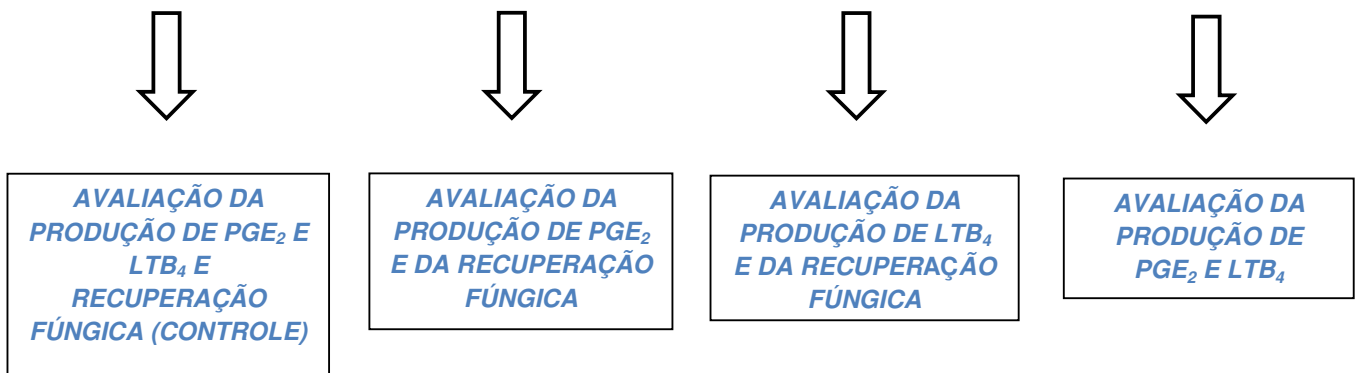 AVALIAÇÃO DA
PRODUÇÃO DE PGE₂ E
LTB₄ E
RECUPERAÇÃO
FÚNGICA (CONTROLE)
AVALIAÇÃO DA
PRODUÇÃO DE PGE₂
E DA RECUPERAÇÃO
FÚNGICA
AVALIAÇÃO DA
PRODUÇÃO DE LTB₄
E DA RECUPERAÇÃO
FÚNGICA
AVALIAÇÃO DA
PRODUÇÃO DE
PGE₂ E LTB₄